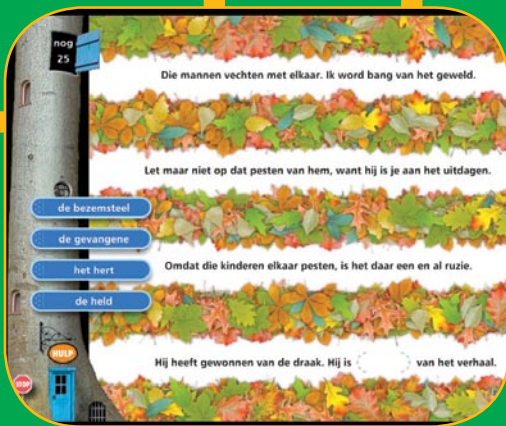 nog
25
Die mannen vechten met elkaar. Ik word bang van het geweld.
Let maar niet op dat pesten van hem, want hij is je aan het uitdagen.
de bezemsteel
de gevangene
het hert
de held
Omdat die kinderen elkaar pesten, is het daar een en al ruzie.
Hij heeft gewonnen van de draak. Hij is van het verhaal.
HULP
STOP